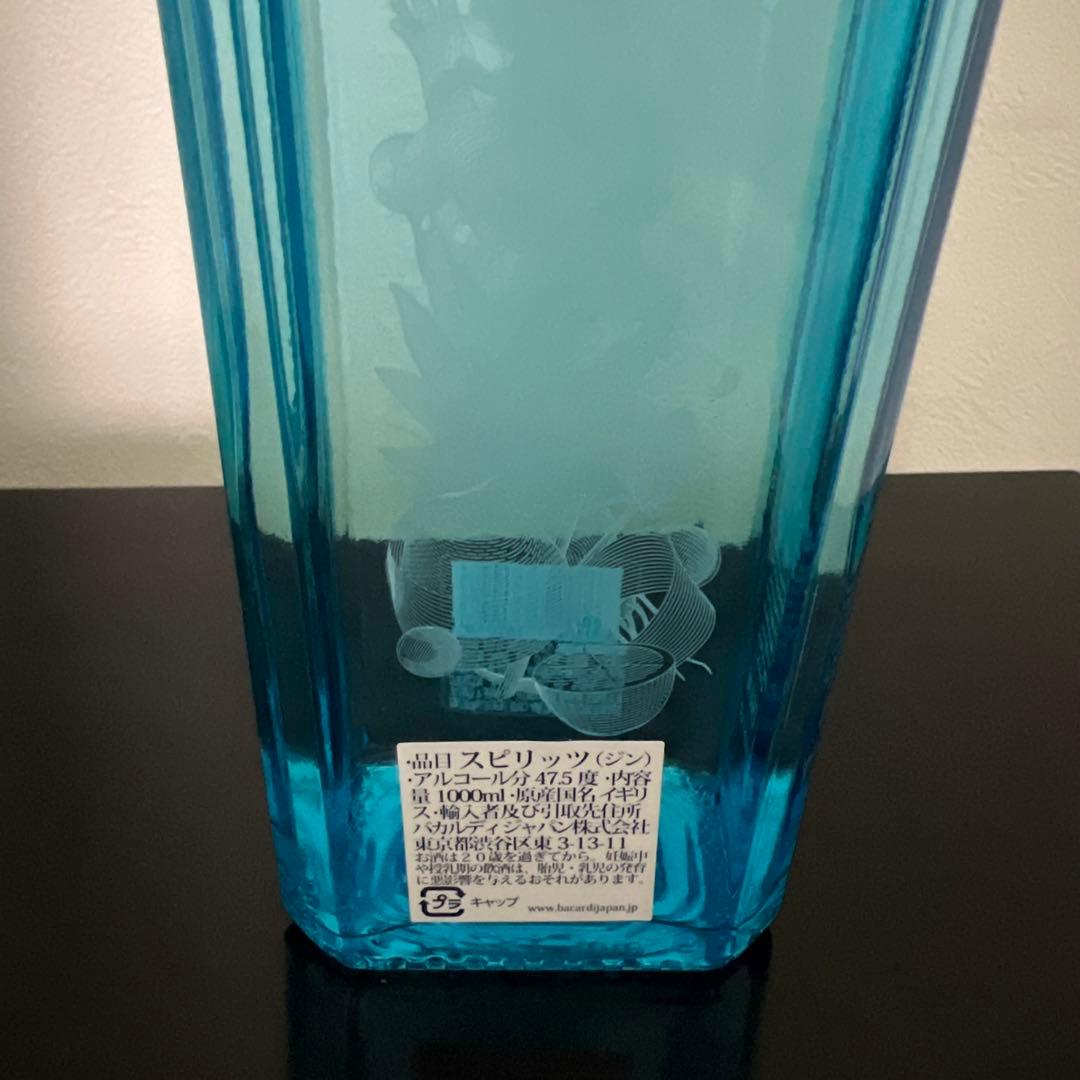 ・品目 スピリッツ（ジン）
・アルコール分 47.5 度 ・内容
量 1000ml ・原産国名 イギリ
ス ・輸入者及び引取先住所
バカルディジャパン株式会社
東京都渋谷区東 3-13-11
お酒は２０歳を過ぎてから。妊娠中
や授乳期の飲酒は、胎児・乳児の発育
に悪影響を与えるおそれがあります。
プラ キャップ www.bacardijapan.jp